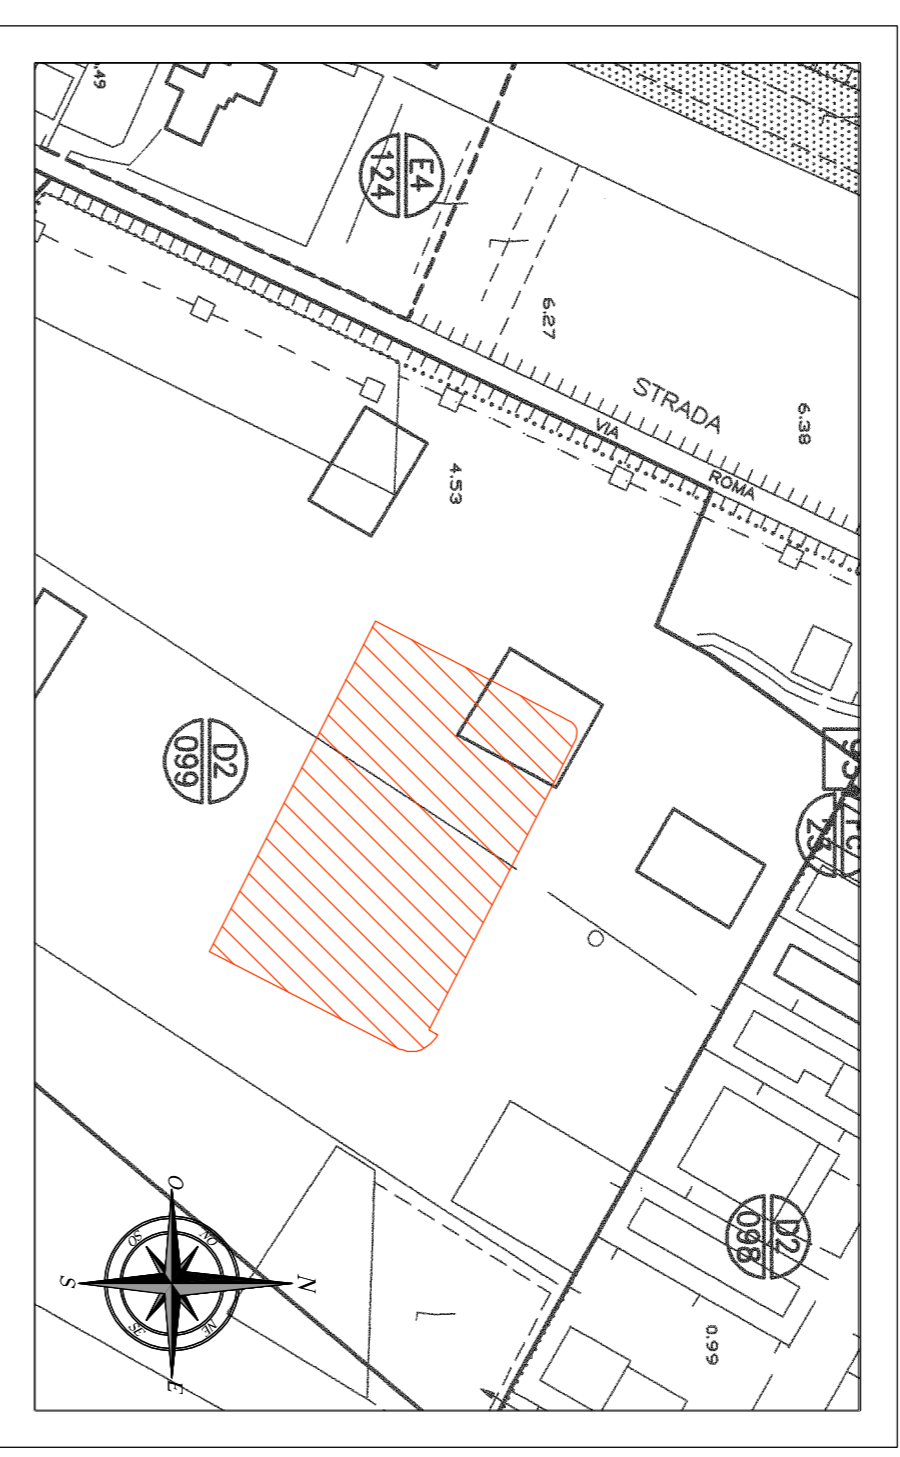 .49
E4
124
6.27
6.38
STRADA
VIA
ROMA
4.53
D2
099
D2
098
0.99
O
NO
SO
N
S
NE
SE
E